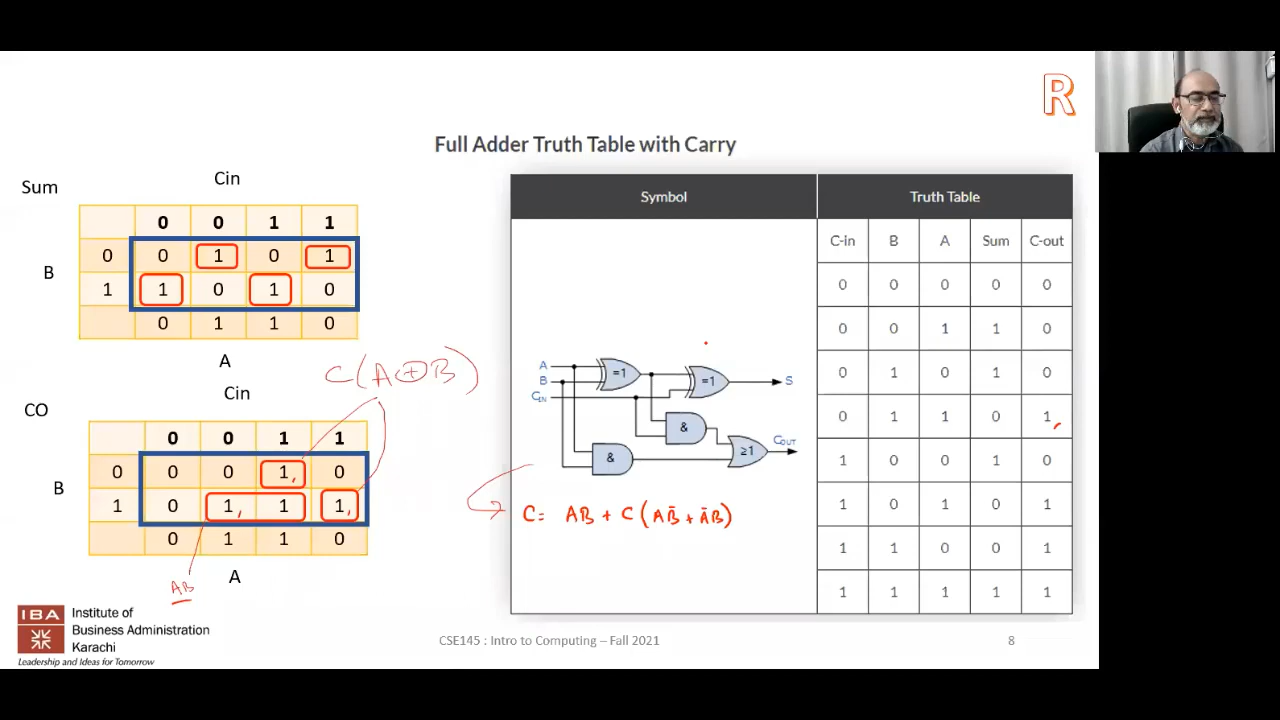 R
Full Adder Truth Table with Carry
Sum
Cin
0 0 1 1
B 0 0 1 0 1
1 1 0 1 0
0 1 1 0
A
C(A⊕B)
CO
Cin
0 0 1 1
B 0 0 0 1, 0
1 0 1, 1 1,
0 1 1 0
A
AB
Symbol
A
B
CIN
=1
=1
S
&
&
≥1
COUT
C= AB + C(AB̄ + ĀB)
Truth Table
C-in B A Sum C-out
0 0 0 0 0
0 0 1 1 0
0 1 0 1 0
0 1 1 0 1
1 0 0 1 0
1 0 1 0 1
1 1 0 0 1
1 1 1 1 1
IBA
Institute of
Business Administration
Karachi
Leadership and Ideas for Tomorrow
CSE145 : Intro to Computing – Fall 2021
8